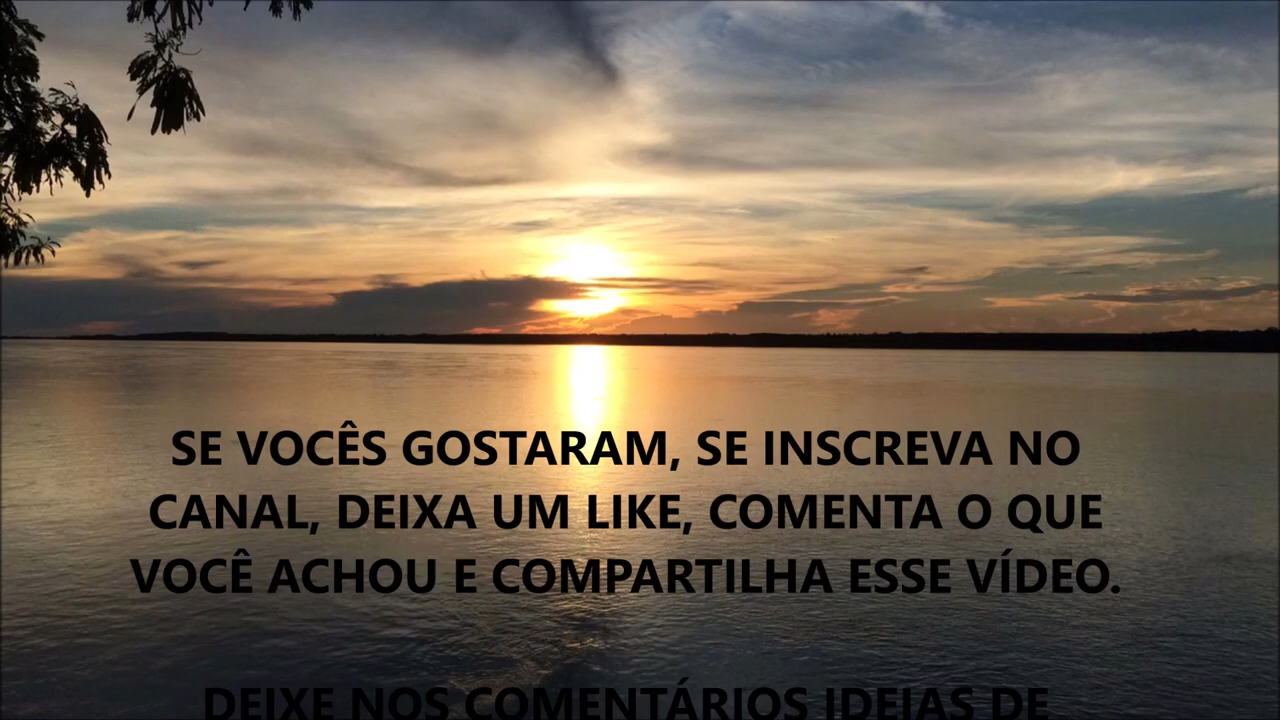 SE VOCÊS GOSTARAM, SE INSCREVA NO
CANAL, DEIXA UM LIKE, COMENTA O QUE
VOCÊ ACHOU E COMPARTILHA ESSE VÍDEO.
DEIXE NOS COMENTÁRIOS IDEIAS DE